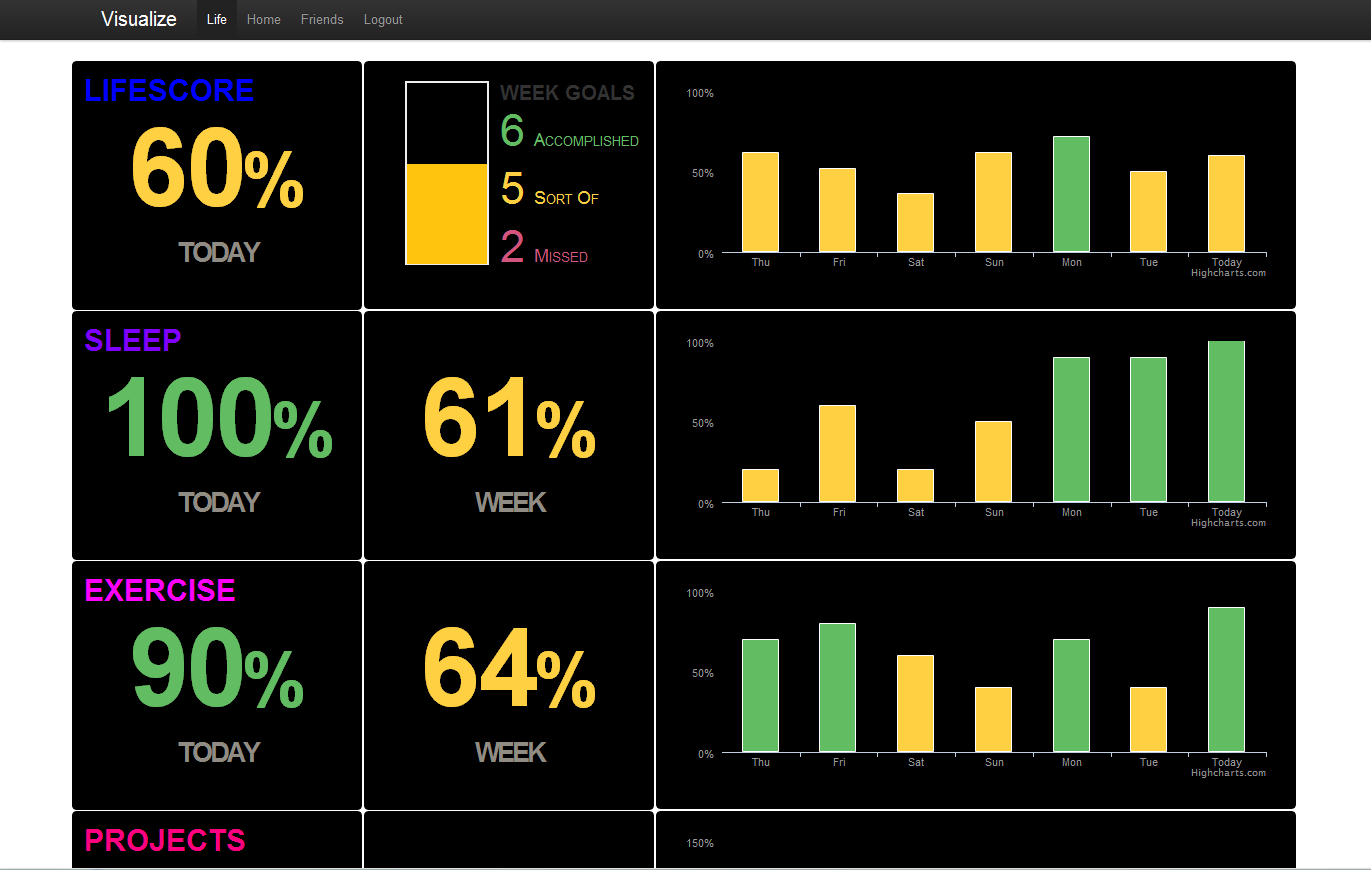 Visualize Life Home Friends Logout
LIFESCORE
60%
TODAY
WEEK GOALS
6 ACCOMPLISHED
5 SORT OF
2 MISSED
100%
50%
0%
Thu Fri Sat Sun Mon Tue Today
Highcharts.com
SLEEP
100%
TODAY
61%
WEEK
100%
50%
0%
Thu Fri Sat Sun Mon Tue Today
Highcharts.com
EXERCISE
90%
TODAY
64%
WEEK
100%
50%
0%
Thu Fri Sat Sun Mon Tue Today
Highcharts.com
PROJECTS
150%